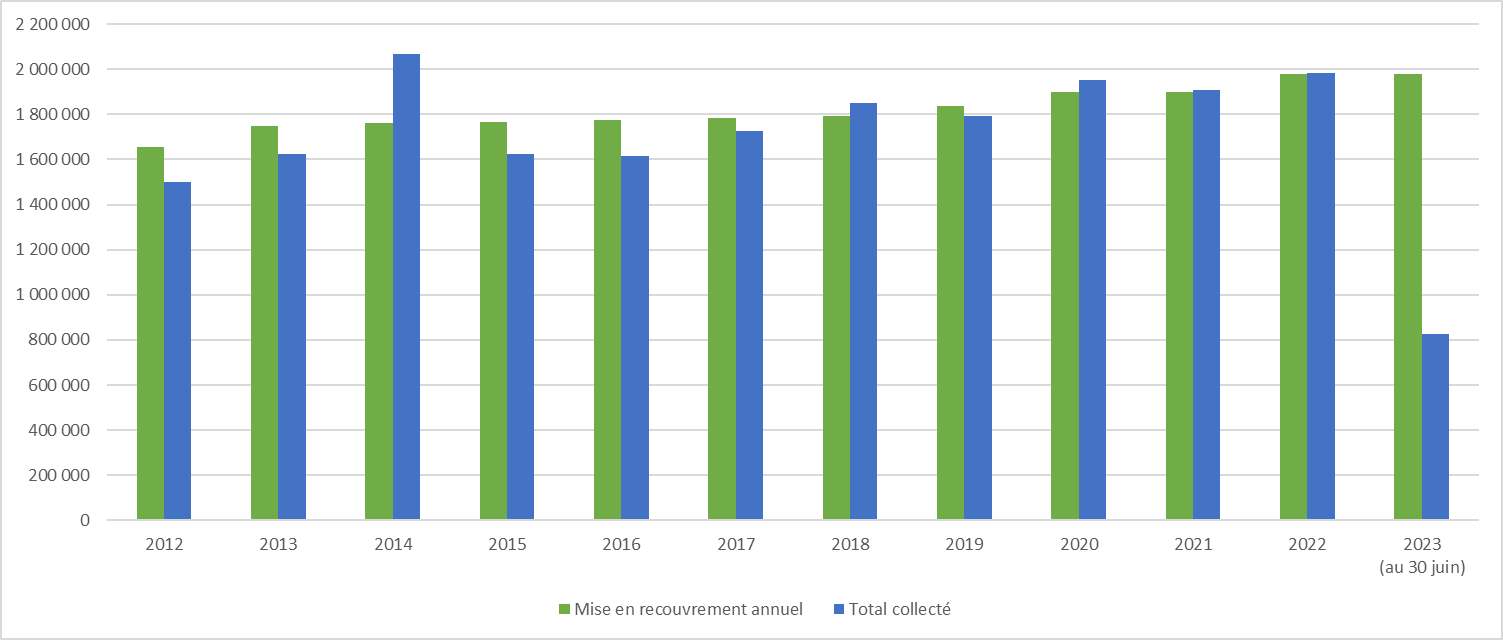 2 200 000
2 000 000
1 800 000
1 600 000
1 400 000
1 200 000
1 000 000
800 000
600 000
400 000
200 000
0
2012 2013 2014 2015 2016 2017 2018 2019 2020 2021 2022 2023
(au 30 juin)
Mise en recouvrement annuel Total collecté